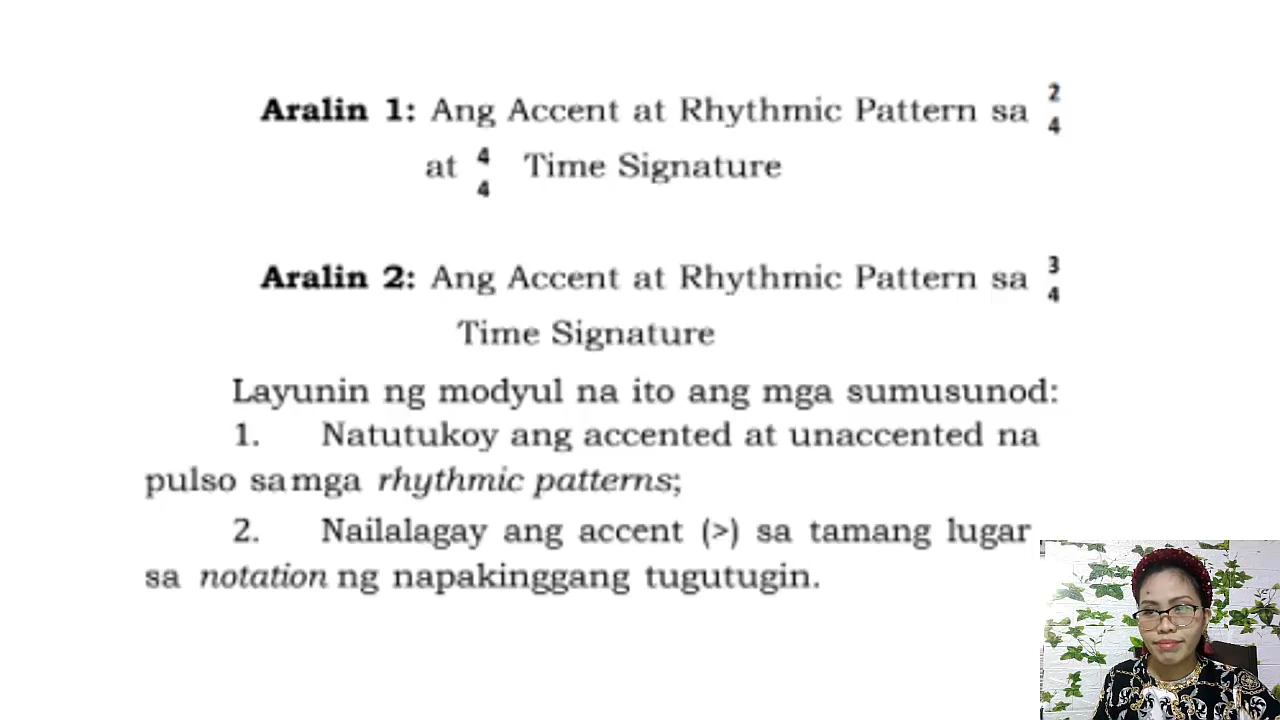 Aralin 1: Ang Accent at Rhythmic Pattern sa 2/4
at 4/4 Time Signature
Aralin 2: Ang Accent at Rhythmic Pattern sa 3/4
Time Signature
Layunin ng modyul na ito ang mga sumusunod:
1. Natutukoy ang accented at unaccented na
pulso sa mga rhythmic patterns;
2. Nailalagay ang accent (>) sa tamang lugar
sa notation ng napakinggang tugutugin.